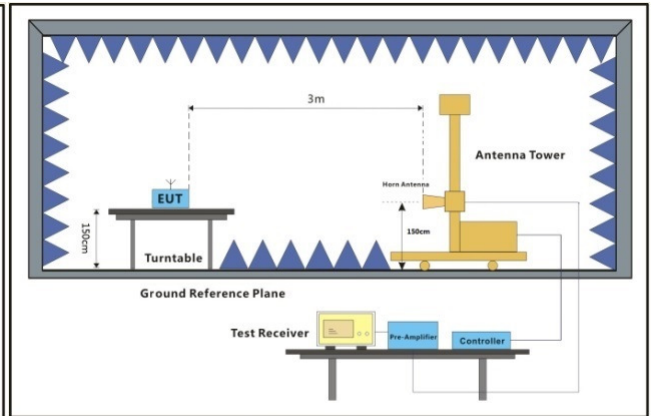 3m
Antenna Tower
Horn Antenna
EUT
150cm
150cm
Turntable
Ground Reference Plane
Test Receiver
Pre-Amplifier
Controller